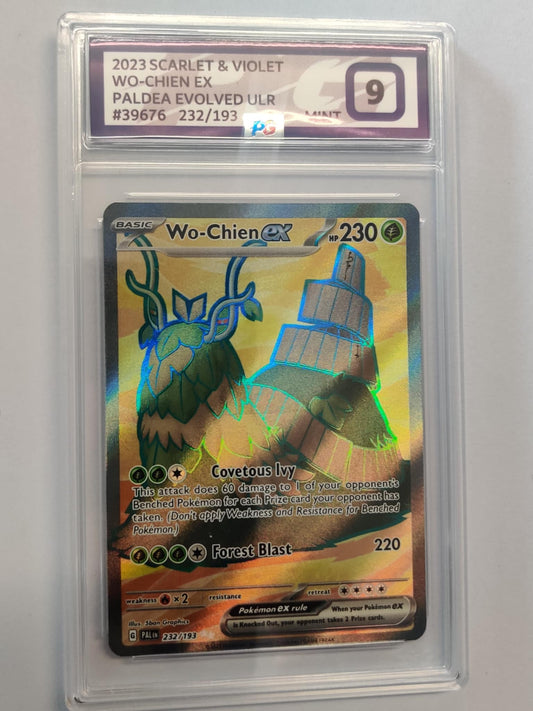 2023 SCARLET & VIOLET
WO-CHIEN EX
PALDEA EVOLVED ULR
#39676 232/193
PG
9
MINT
BASIC Wo-Chien ex HP 230
Covetous Ivy
This attack does 60 damage to 1 of your opponent's
Benched Pokémon for each Prize card your opponent has
taken. (Don't apply Weakness and Resistance for Benched
Pokémon.)
Forest Blast 220
weakness ×2 resistance retreat
Pokémon ex rule When your Pokémon ex
is Knocked Out, your opponent takes 2 Prize cards.
Illus. 5ban Graphics
G PAL EN 232/193